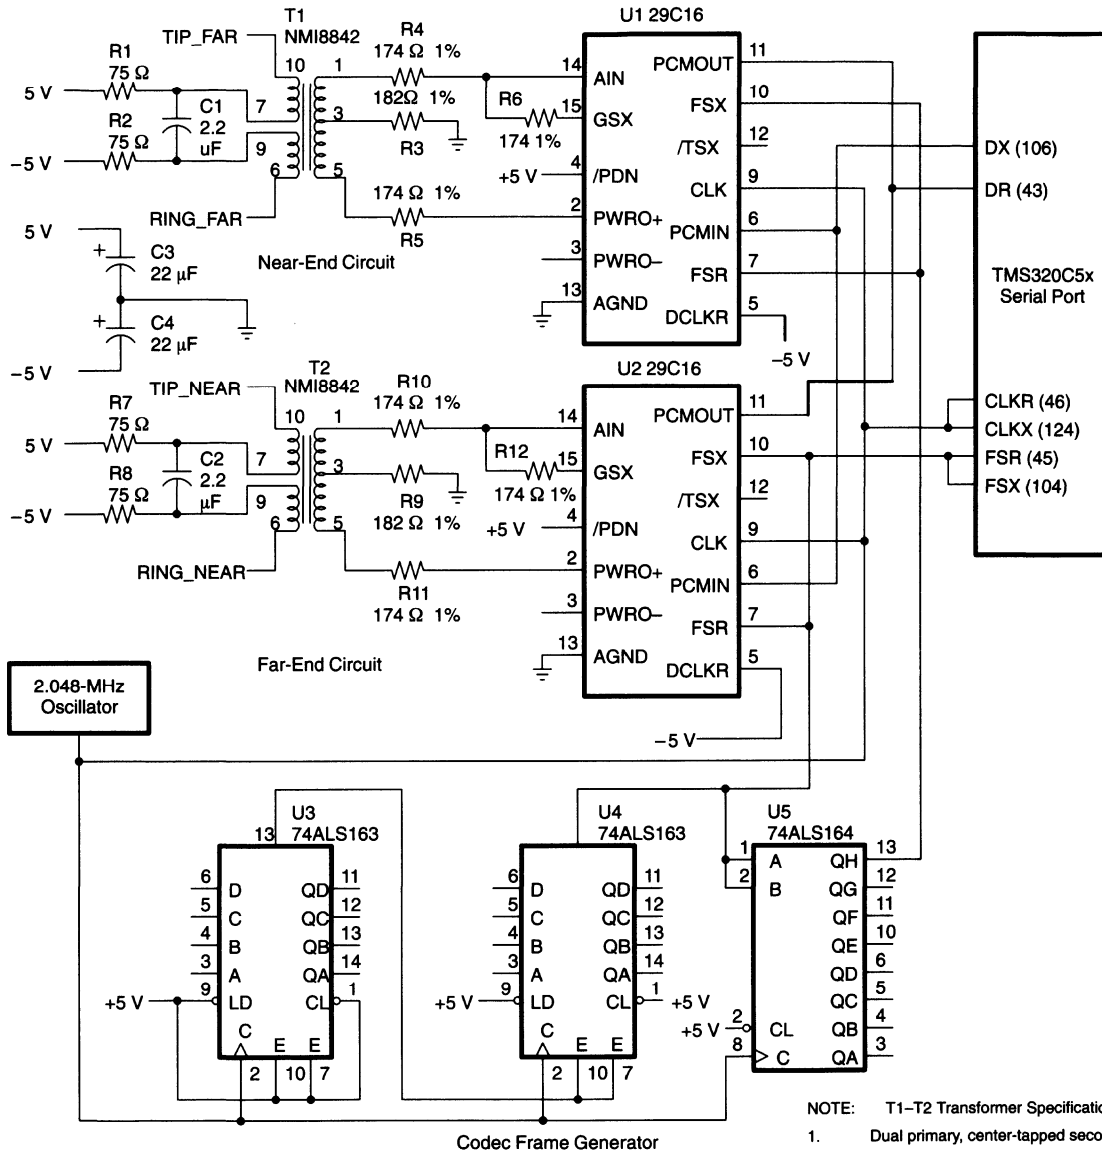 T1
NMI8842
TIP_FAR
R1
75 Ω
5 V
R2
75 Ω
−5 V
C1
2.2
uF
10
7
9
6
1
3
5
RING_FAR
R4
174 Ω 1%
182Ω 1%
R3
174 Ω 1%
R5
R6
174 1%
+5 V
Near-End Circuit
U1 29C16
14 AIN
15 GSX
4 /PDN
2 PWRO+
3 PWRO−
13 AGND
PCMOUT 11
FSX 10
/TSX 12
CLK 9
PCMIN 6
FSR 7
DCLKR 5
−5 V
5 V
+
C3
22 μF
+
C4
22 μF
−5 V
DX (106)
DR (43)
TMS320C5x
Serial Port
CLKR (46)
CLKX (124)
FSR (45)
FSX (104)
T2
NMI8842
TIP_NEAR
R7
75 Ω
5 V
R8
75 Ω
−5 V
C2
2.2
μF
10
7
9
6
1
3
5
RING_NEAR
R10
174 Ω 1%
R9
182 Ω 1%
R11
174 Ω 1%
R12
174 Ω 1%
+5 V
Far-End Circuit
U2 29C16
14 AIN
15 GSX
4 /PDN
2 PWRO+
3 PWRO−
13 AGND
PCMOUT 11
FSX 10
/TSX 12
CLK 9
PCMIN 6
FSR 7
DCLKR 5
−5 V
2.048-MHz
Oscillator
U3
74ALS163
13
6 D QD 11
5 C QC 12
4 B QB 13
3 A QA 14
+5 V 9 LD CL 1
C E E
2 10 7
U4
74ALS163
6 D QD 11
5 C QC 12
4 B QB 13
3 A QA 14
+5 V 9 LD CL 1 +5 V
C E E
2 10 7
U5
74ALS164
1 A QH 13
2 B QG 12
QF 11
QE 10
QD 6
QC 5
+5 V 2 CL QB 4
8 C QA 3
Codec Frame Generator
NOTE: T1–T2 Transformer Specificatio
1. Dual primary, center-tapped seco